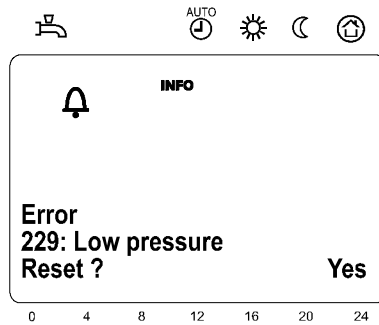 AUTO
INFO
Error
229: Low pressure
Reset ? Yes
0 4 8 12 16 20 24